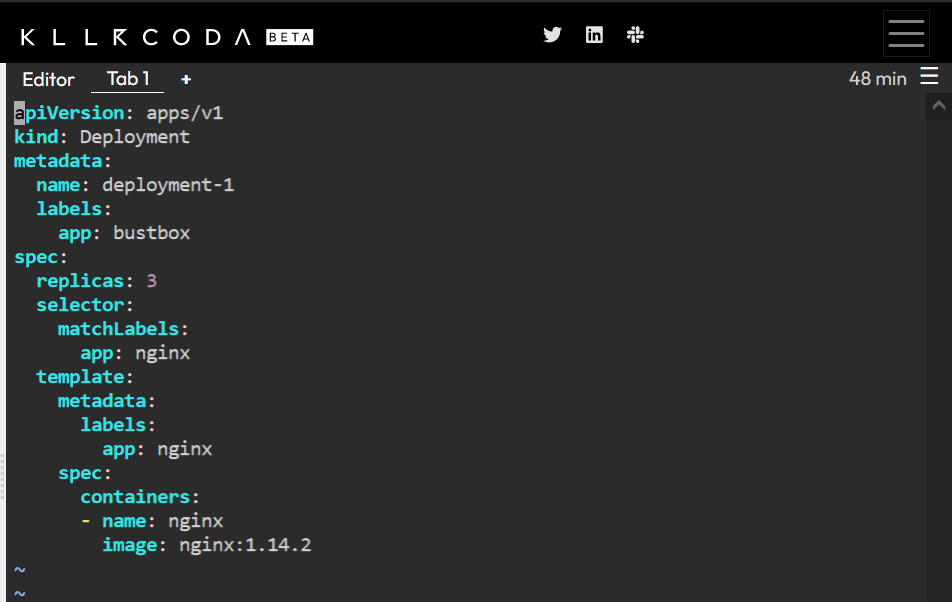 KLLRCODA BETA
Editor Tab 1 + 48 min
apiVersion: apps/v1
kind: Deployment
metadata:
  name: deployment-1
  labels:
    app: bustbox
spec:
  replicas: 3
  selector:
    matchLabels:
      app: nginx
  template:
    metadata:
      labels:
        app: nginx
    spec:
      containers:
      - name: nginx
        image: nginx:1.14.2
~
~